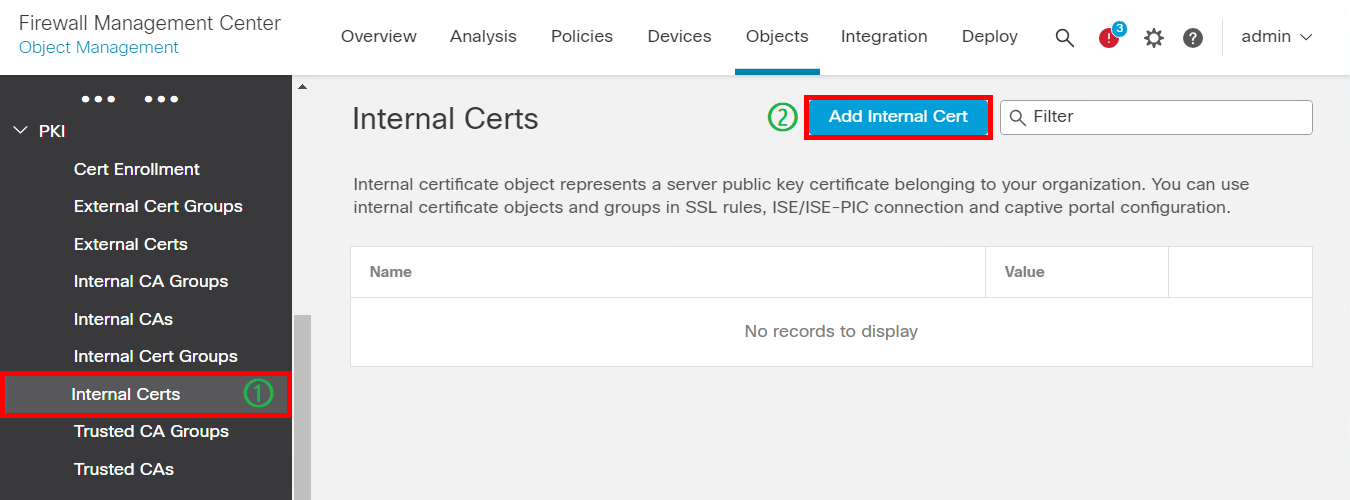 Firewall Management Center
Object Management
Overview Analysis Policies Devices Objects Integration Deploy 3 admin
PKI
Cert Enrollment
External Cert Groups
External Certs
Internal CA Groups
Internal CAs
Internal Cert Groups
Internal Certs ①
Trusted CA Groups
Trusted CAs
Internal Certs ② Add Internal Cert Filter
Internal certificate object represents a server public key certificate belonging to your organization. You can use
internal certificate objects and groups in SSL rules, ISE/ISE-PIC connection and captive portal configuration.
Name Value
No records to display